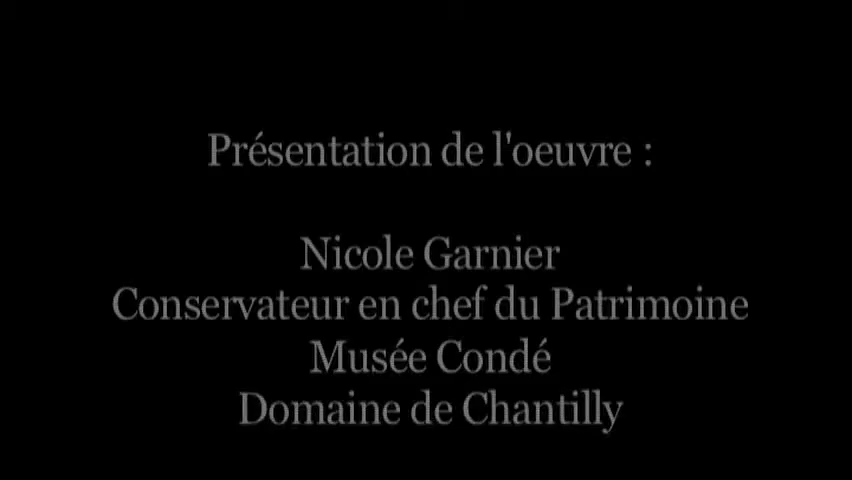 Présentation de l'oeuvre :
Nicole Garnier
Conservateur en chef du Patrimoine
Musée Condé
Domaine de Chantilly